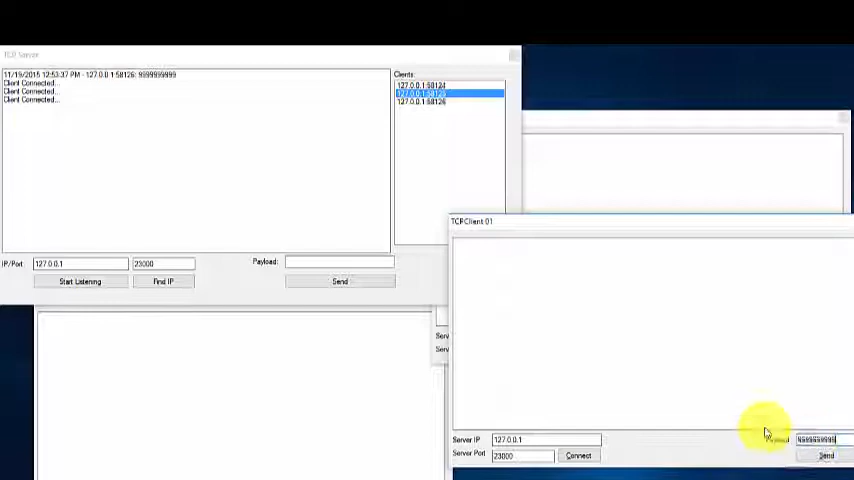 TCP Server
11/19/2015 12:53:37 PM - 127.0.0.1:58126: 9999999999
Client Connected...
Client Connected...
Client Connected...
Clients:
127.0.0.1:58124
127.0.0.1:58125
127.0.0.1:58126
IP/Port:
127.0.0.1
23000
Payload:
Start Listening
Find IP
Send
TCPClient 01
Server IP
127.0.0.1
9999999999
Server Port
23000
Connect
Send